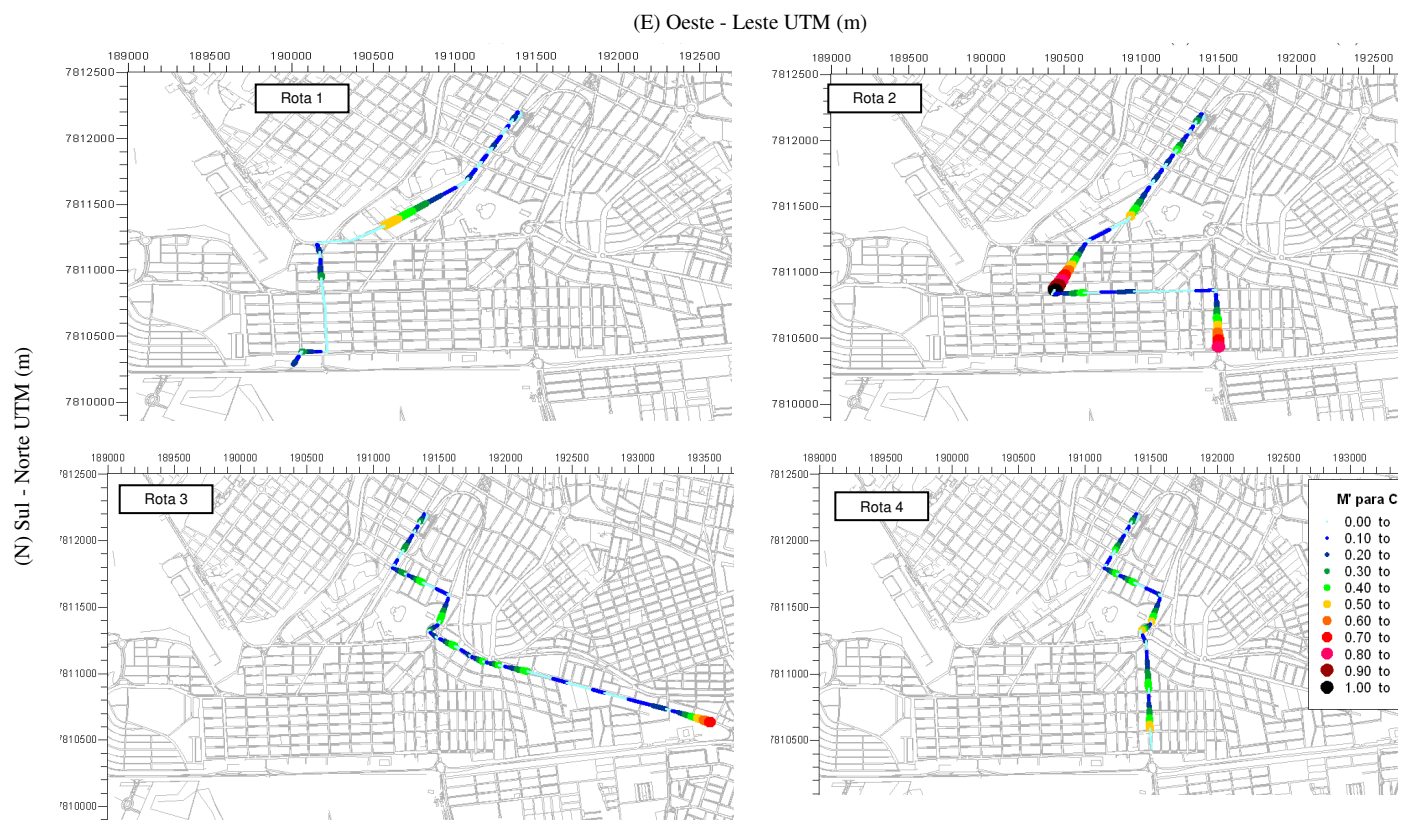 (E) Oeste - Leste UTM (m)
189000 189500 190000 190500 191000 191500 192000 192500
7812500
Rota 1
7812000
7811500
7811000
7810500
7810000
189000 189500 190000 190500 191000 191500 192000 192500
7812500
Rota 2
7812000
7811500
7811000
7810500
7810000
(N) Sul - Norte UTM (m)
189000 189500 190000 190500 191000 191500 192000 192500 193000 193500
7812500
Rota 3
7812000
7811500
7811000
7810500
7810000
189000 189500 190000 190500 191000 191500 192000 192500 193000
7812500
Rota 4
7812000
7811500
7811000
7810500
M' para C
0.00 to
0.10 to
0.20 to
0.30 to
0.40 to
0.50 to
0.60 to
0.70 to
0.80 to
0.90 to
1.00 to